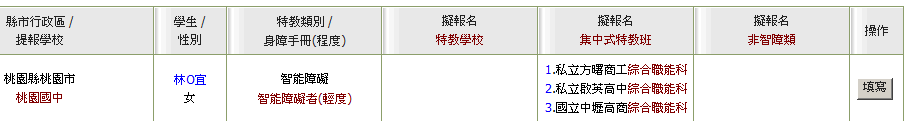 縣市行政區 /
提報學校
學生 /
性別
特教類別 /
身障手冊(程度)
擬報名
特教學校
擬報名
集中式特教班
擬報名
非智障類
操作
桃園縣桃園市
桃園國中
林O宜
女
智能障礙
智能障礙者(輕度)
1.私立方曙商工綜合職能科
2.私立啟英高中綜合職能科
3.國立中壢高商綜合職能科
填寫